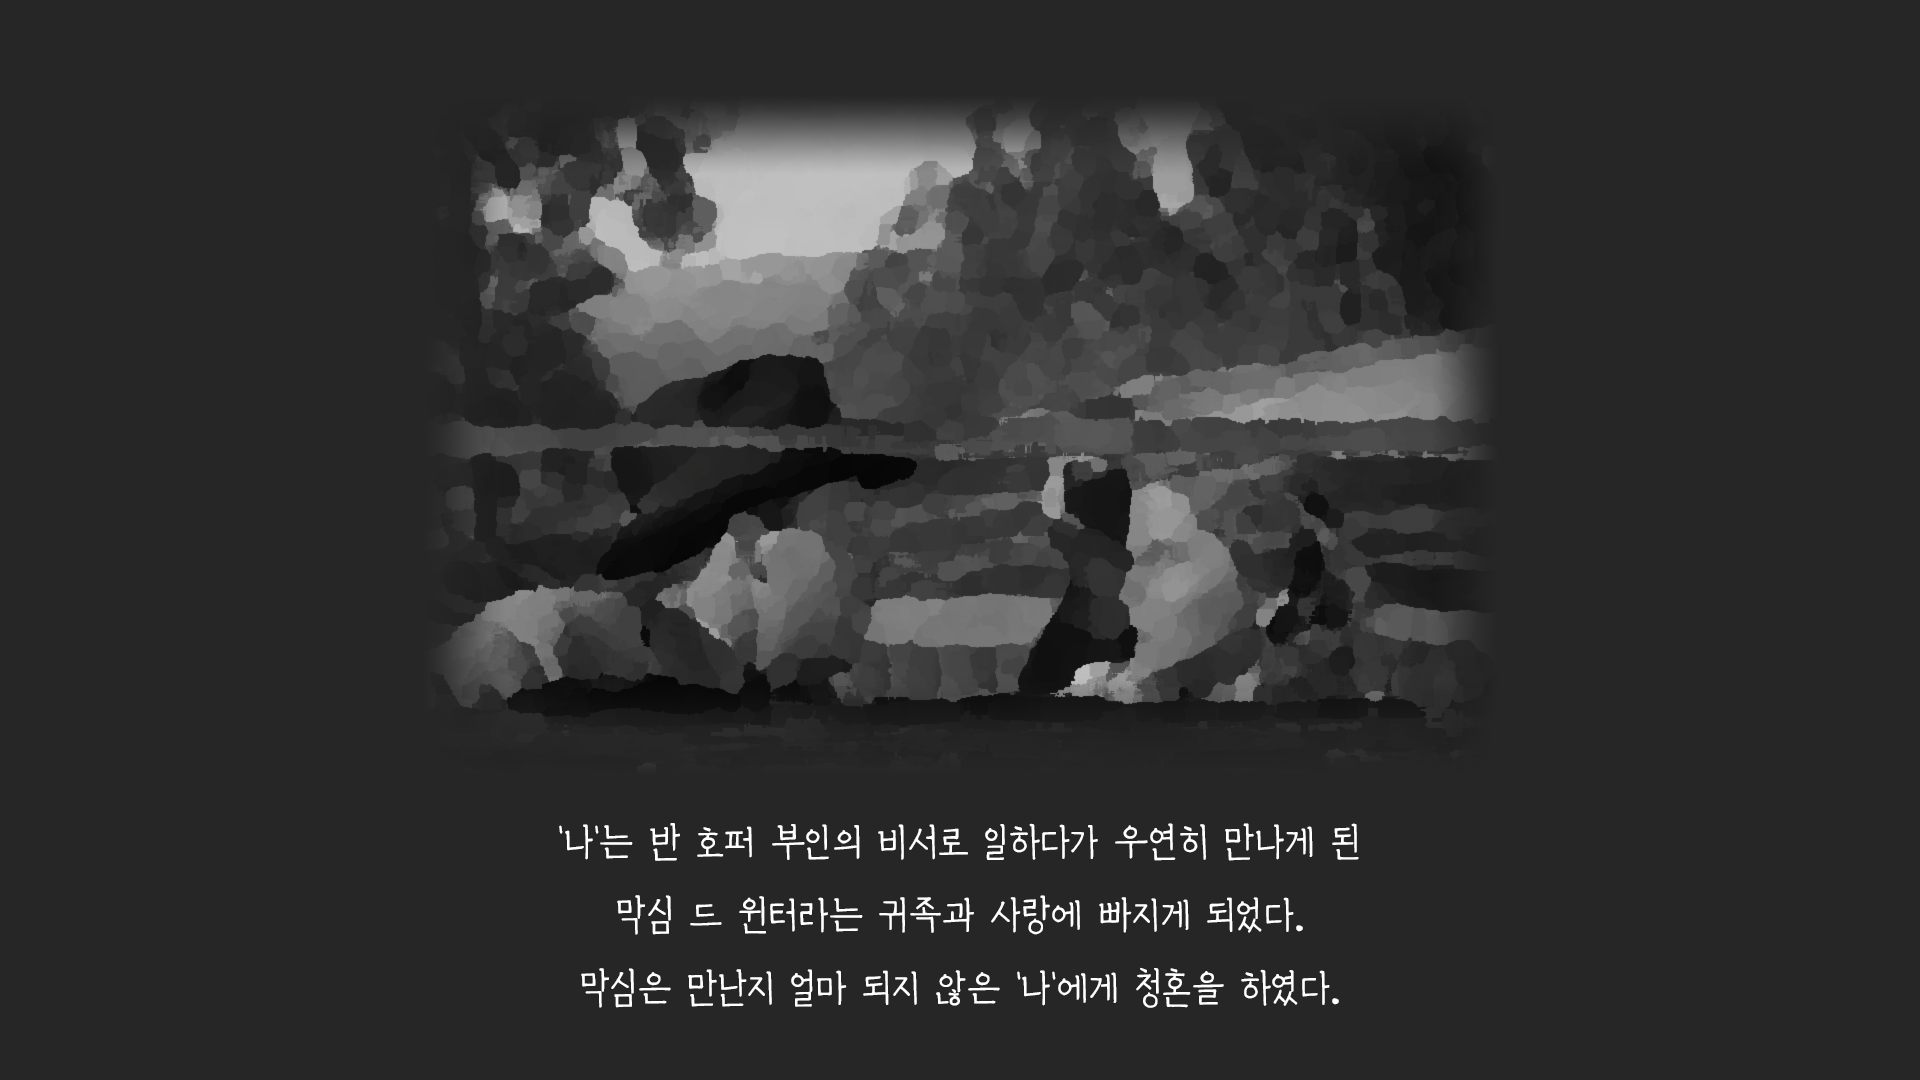 '나'는 반 호퍼 부인의 비서로 일하다가 우연히 만나게 된
막심 드 윈터라는 귀족과 사랑에 빠지게 되었다.
막심은 만난지 얼마 되지 않은 '나'에게 청혼을 하였다.